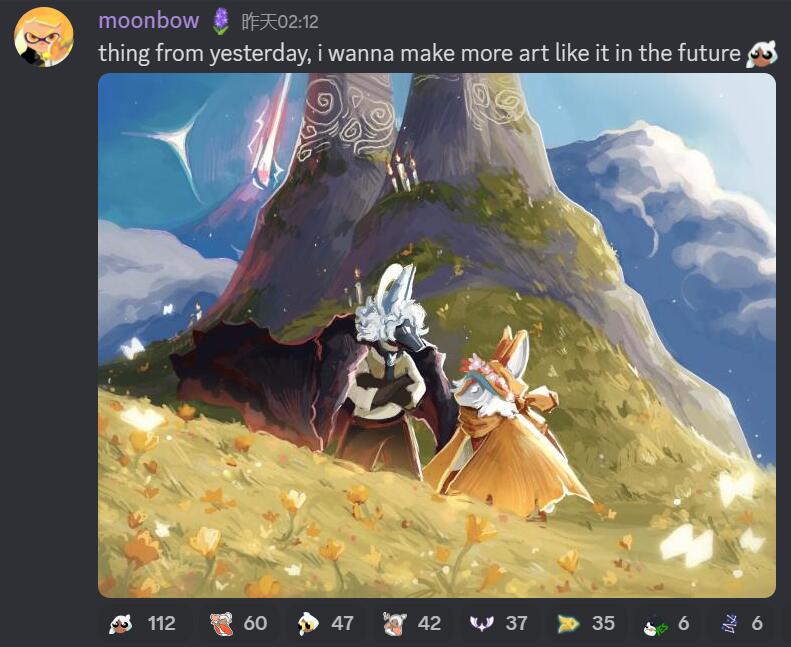 moonbow 昨天02:12
thing from yesterday, i wanna make more art like it in the future
112 60 47 42 37 35 YES 6 6